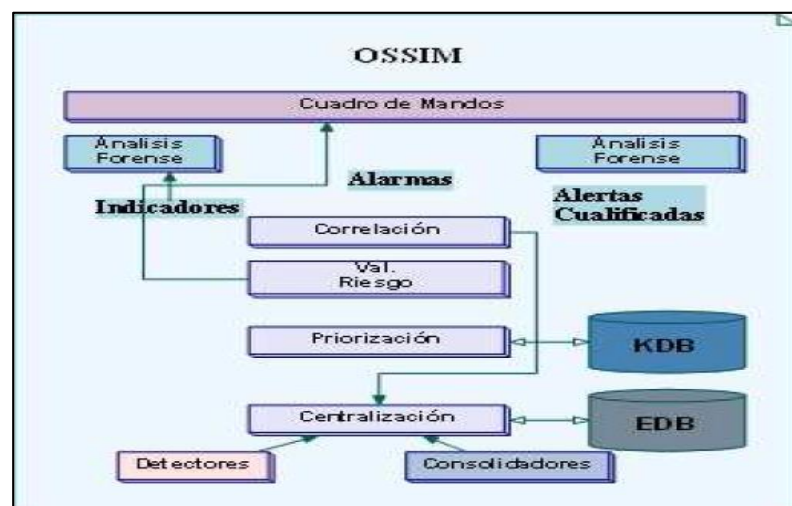 OSSIM
Cuadro de Mandos
Analisis
Forense
Analisis
Forense
Alarmas
Indicadores
Alertas
Cualificadas
Correlación
Val.
Riesgo
Priorización
KDB
Centralización
EDB
Detectores
Consolidadores